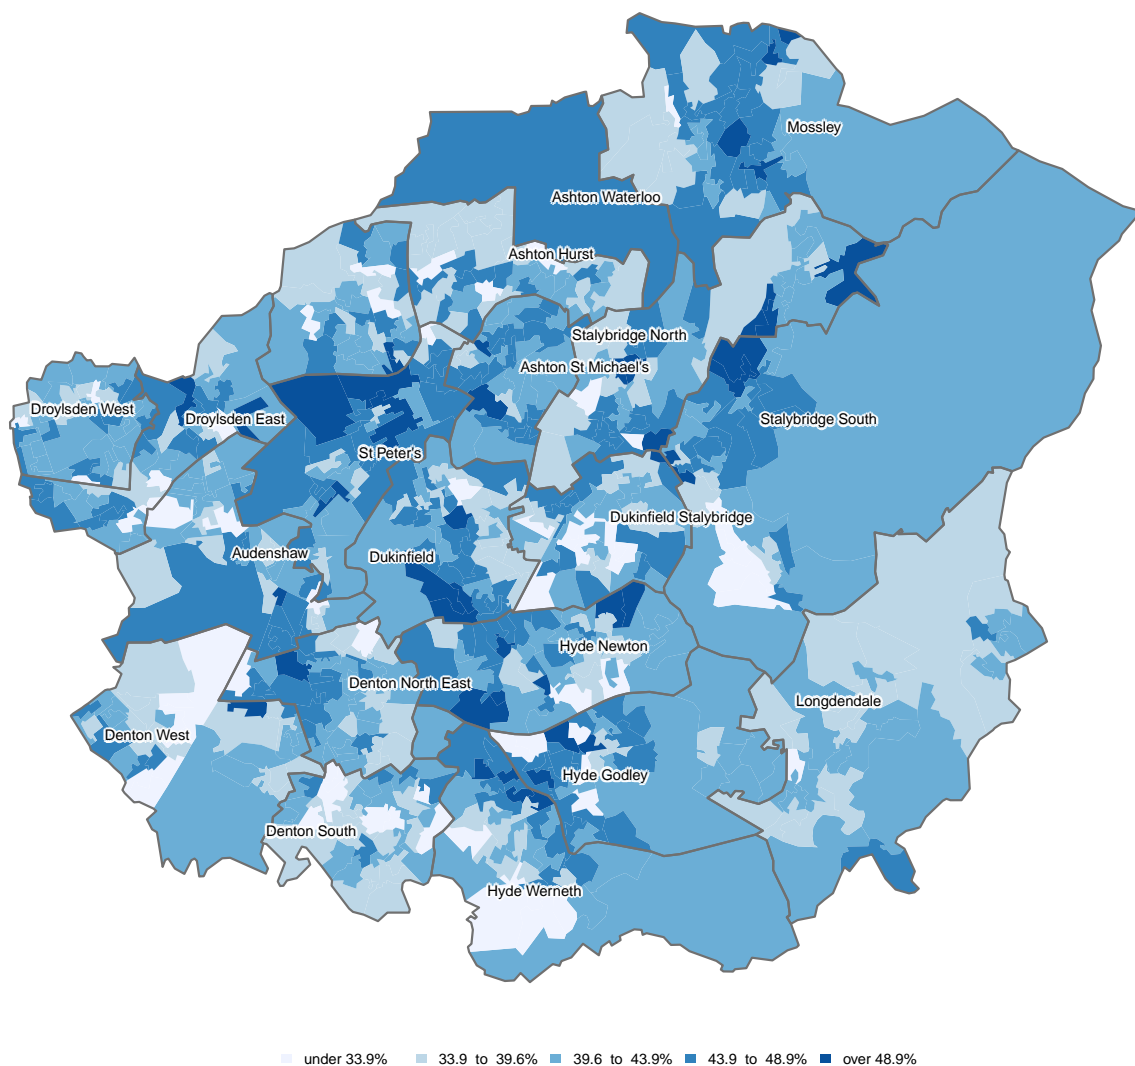 Mossley
Ashton Waterloo
Ashton Hurst
Stalybridge North
Ashton St Michael's
Droylsden West
Droylsden East
Stalybridge South
St Peter's
Dukinfield Stalybridge
Audenshaw
Dukinfield
Hyde Newton
Denton North East
Longdendale
Denton West
Hyde Godley
Denton South
Hyde Werneth
under 33.9% 33.9 to 39.6% 39.6 to 43.9% 43.9 to 48.9% over 48.9%